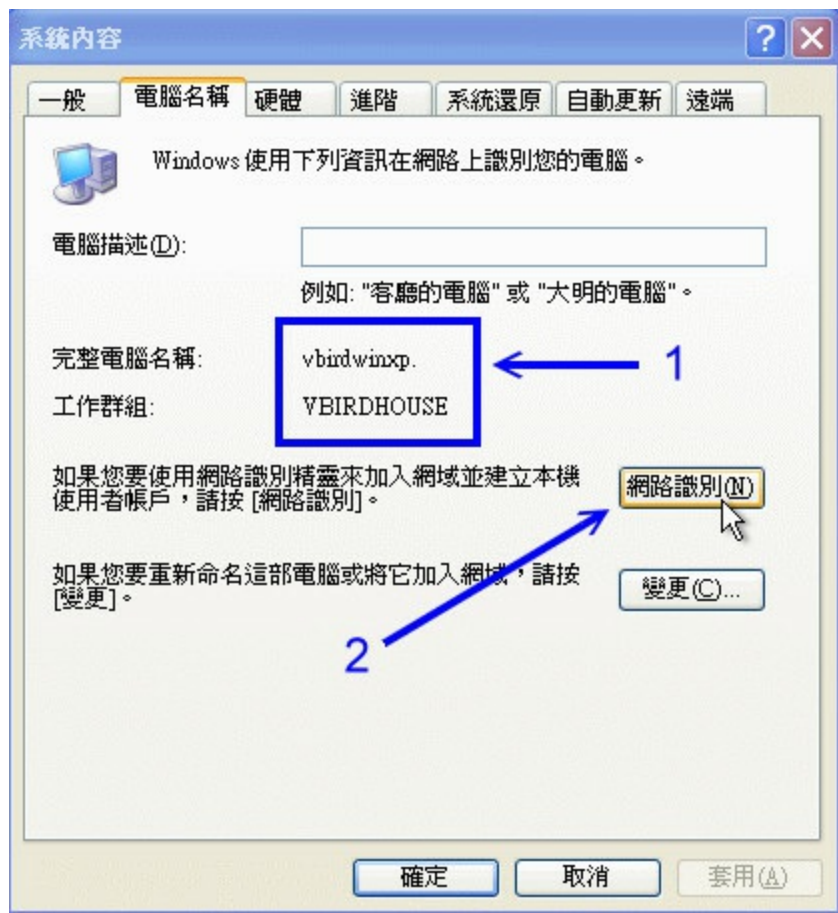 系統內容
一般 電腦名稱 硬體 進階 系統還原 自動更新 遠端
Windows 使用下列資訊在網路上識別您的電腦。
電腦描述(D):
例如: "客廳的電腦" 或 "大明的電腦"。
完整電腦名稱: vbirdwinxp.
1
工作群組: VBIRDHOUSE
如果您要使用網路識別精靈來加入網域並建立本機
使用者帳戶，請按 [網路識別]。
網路識別(N)
如果您要重新命名這部電腦或將它加入網域，請按
[變更]。
變更(C)...
2
確定 取消 套用(A)